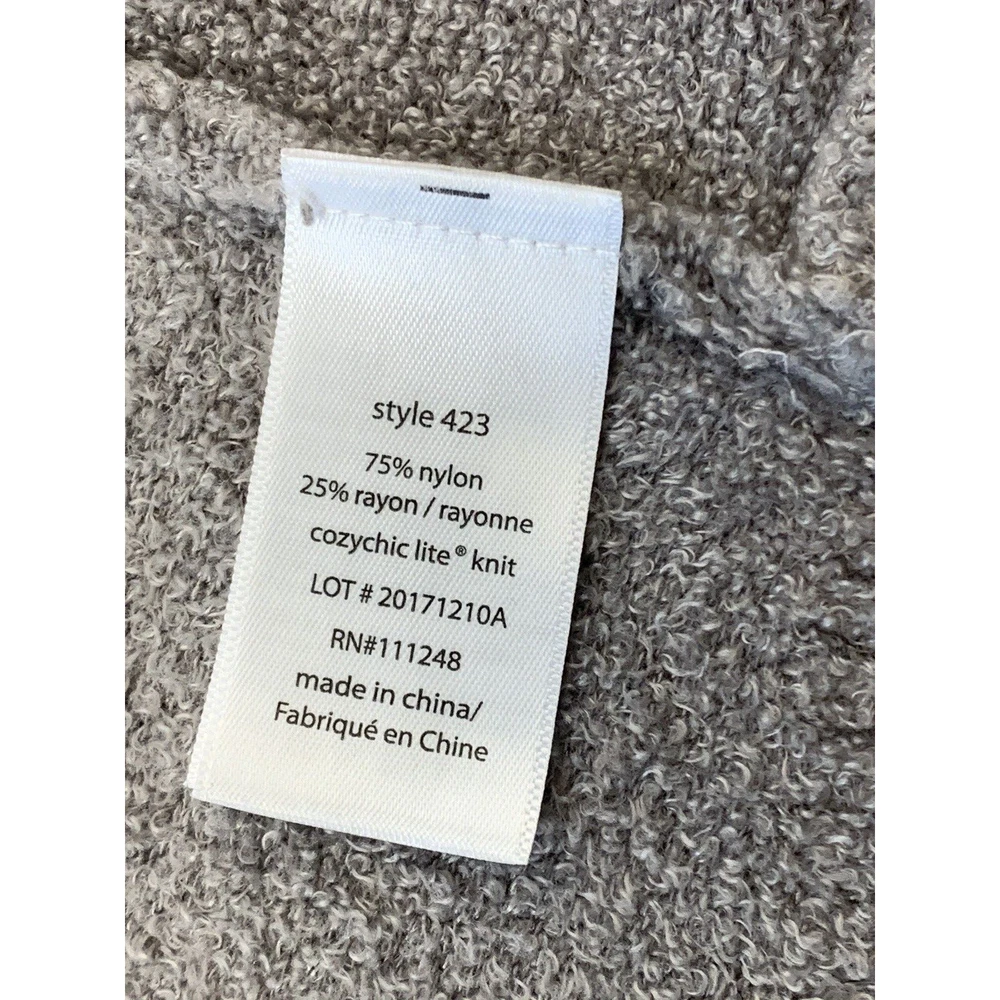 style 423
75% nylon
25% rayon / rayonne
cozychic lite® knit
LOT # 20171210A
RN#111248
made in china/
Fabriqué en Chine